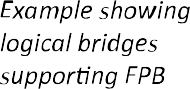 Example showing
logical bridges
supporting FPB